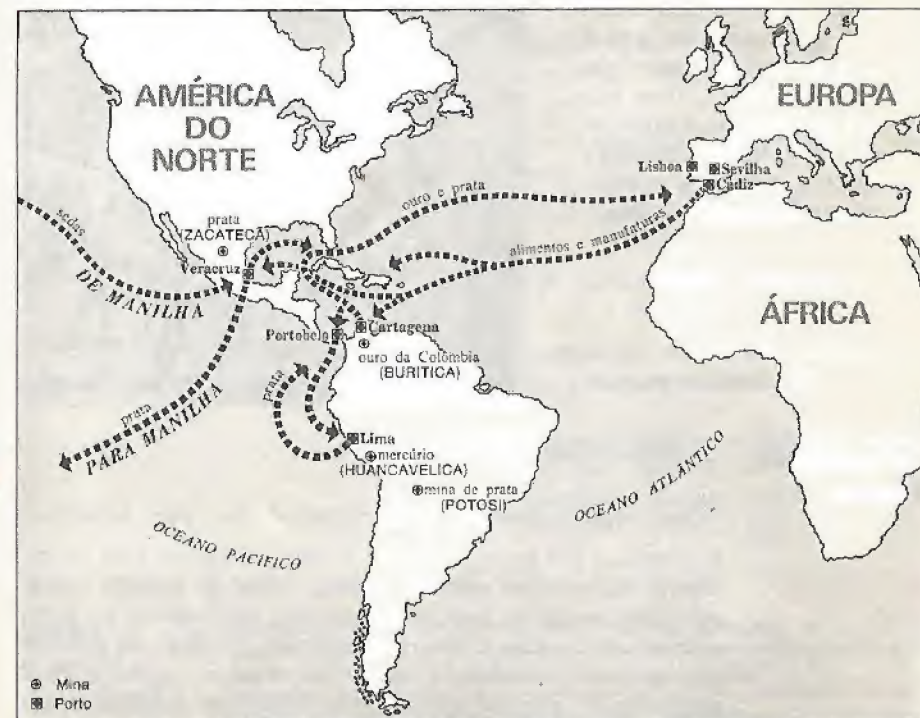 AMÉRICA
DO
NORTE
EUROPA
Lisboa
Sevilha
Cádiz
ouro e prata
alimentos e manufaturas
sedas
DE MANILHA
prata
(ZACATECA)
Veracruz
ÁFRICA
Portobelo
Cartagena
ouro da Colômbia
(BURITICA)
prata
prata
PARA MANILHA
Lima
mercúrio
(HUANCAVELICA)
mina de prata
(POTOSI)
OCEANO ATLÂNTICO
OCEANO PACÍFICO
Mina
Porto